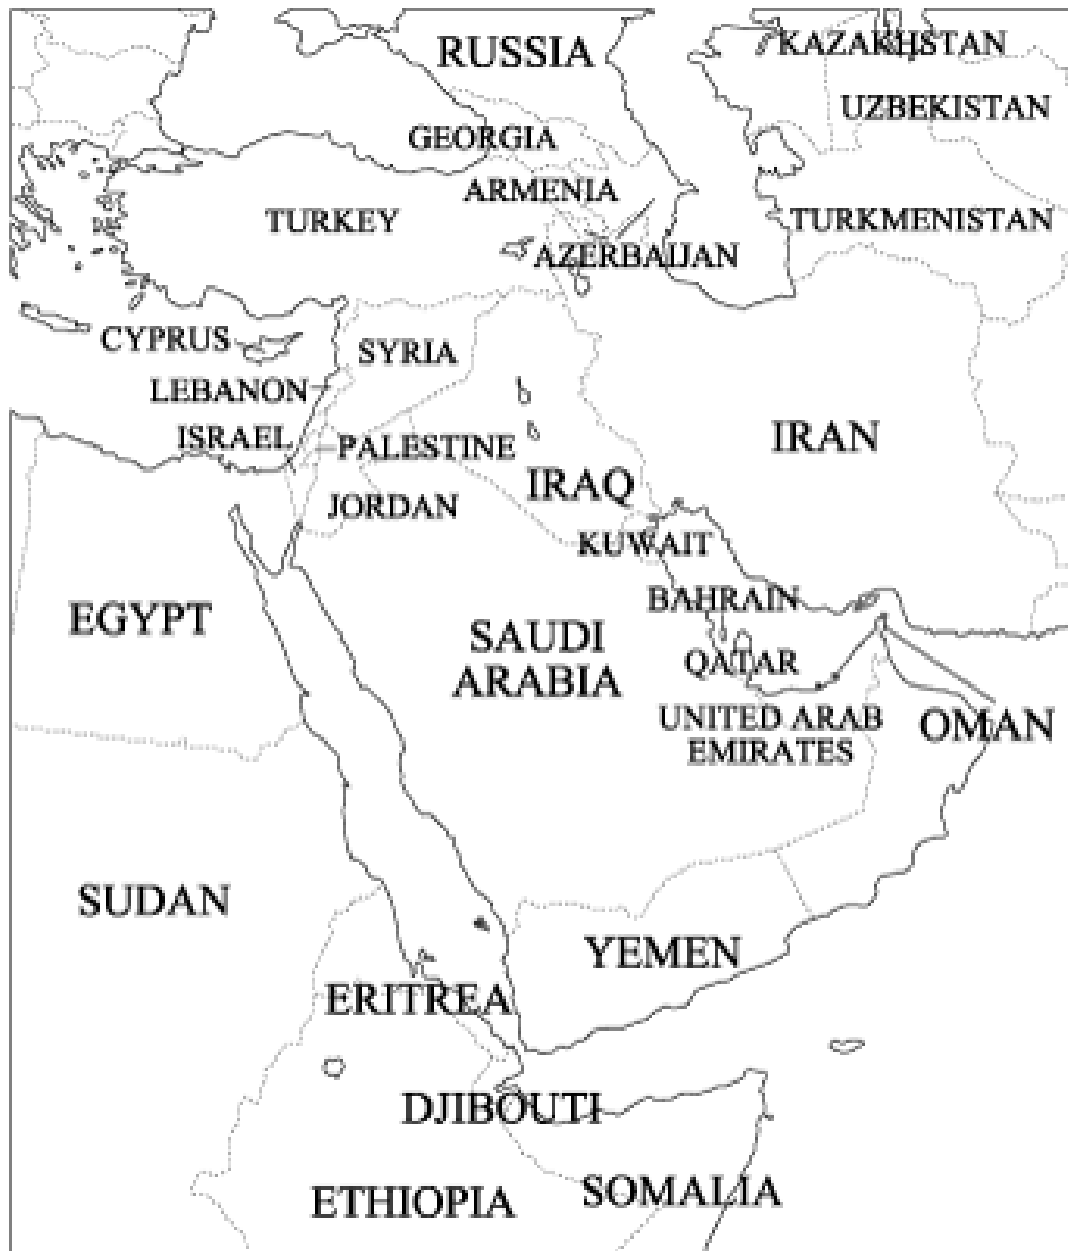 RUSSIA
KAZAKHSTAN
UZBEKISTAN
GEORGIA
ARMENIA
TURKEY
TURKMENISTAN
AZERBAIJAN
CYPRUS
SYRIA
LEBANON
ISRAEL
PALESTINE
IRAN
IRAQ
JORDAN
KUWAIT
BAHRAIN
EGYPT
SAUDI
ARABIA
QATAR
UNITED ARAB
EMIRATES
OMAN
SUDAN
YEMEN
ERITREA
DJIBOUTI
ETHIOPIA
SOMALIA